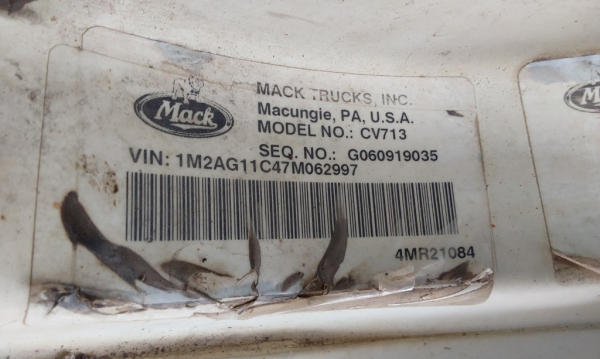 Mack
MACK TRUCKS, INC.
Macungie, PA, U.S.A.
MODEL NO.: CV713
SEQ. NO.: G060919035
VIN: 1M2AG11C47M062997
4MR21084